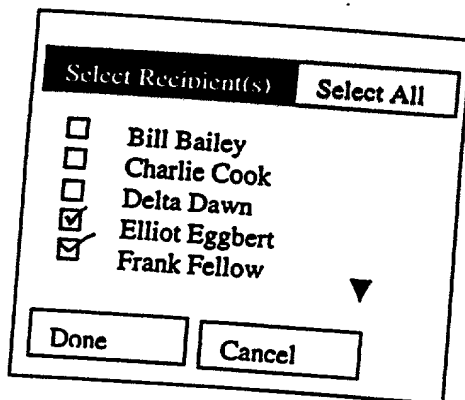 Select Recipient(s) Select All
Bill Bailey
Charlie Cook
Delta Dawn
Elliot Eggbert
Frank Fellow
Done Cancel